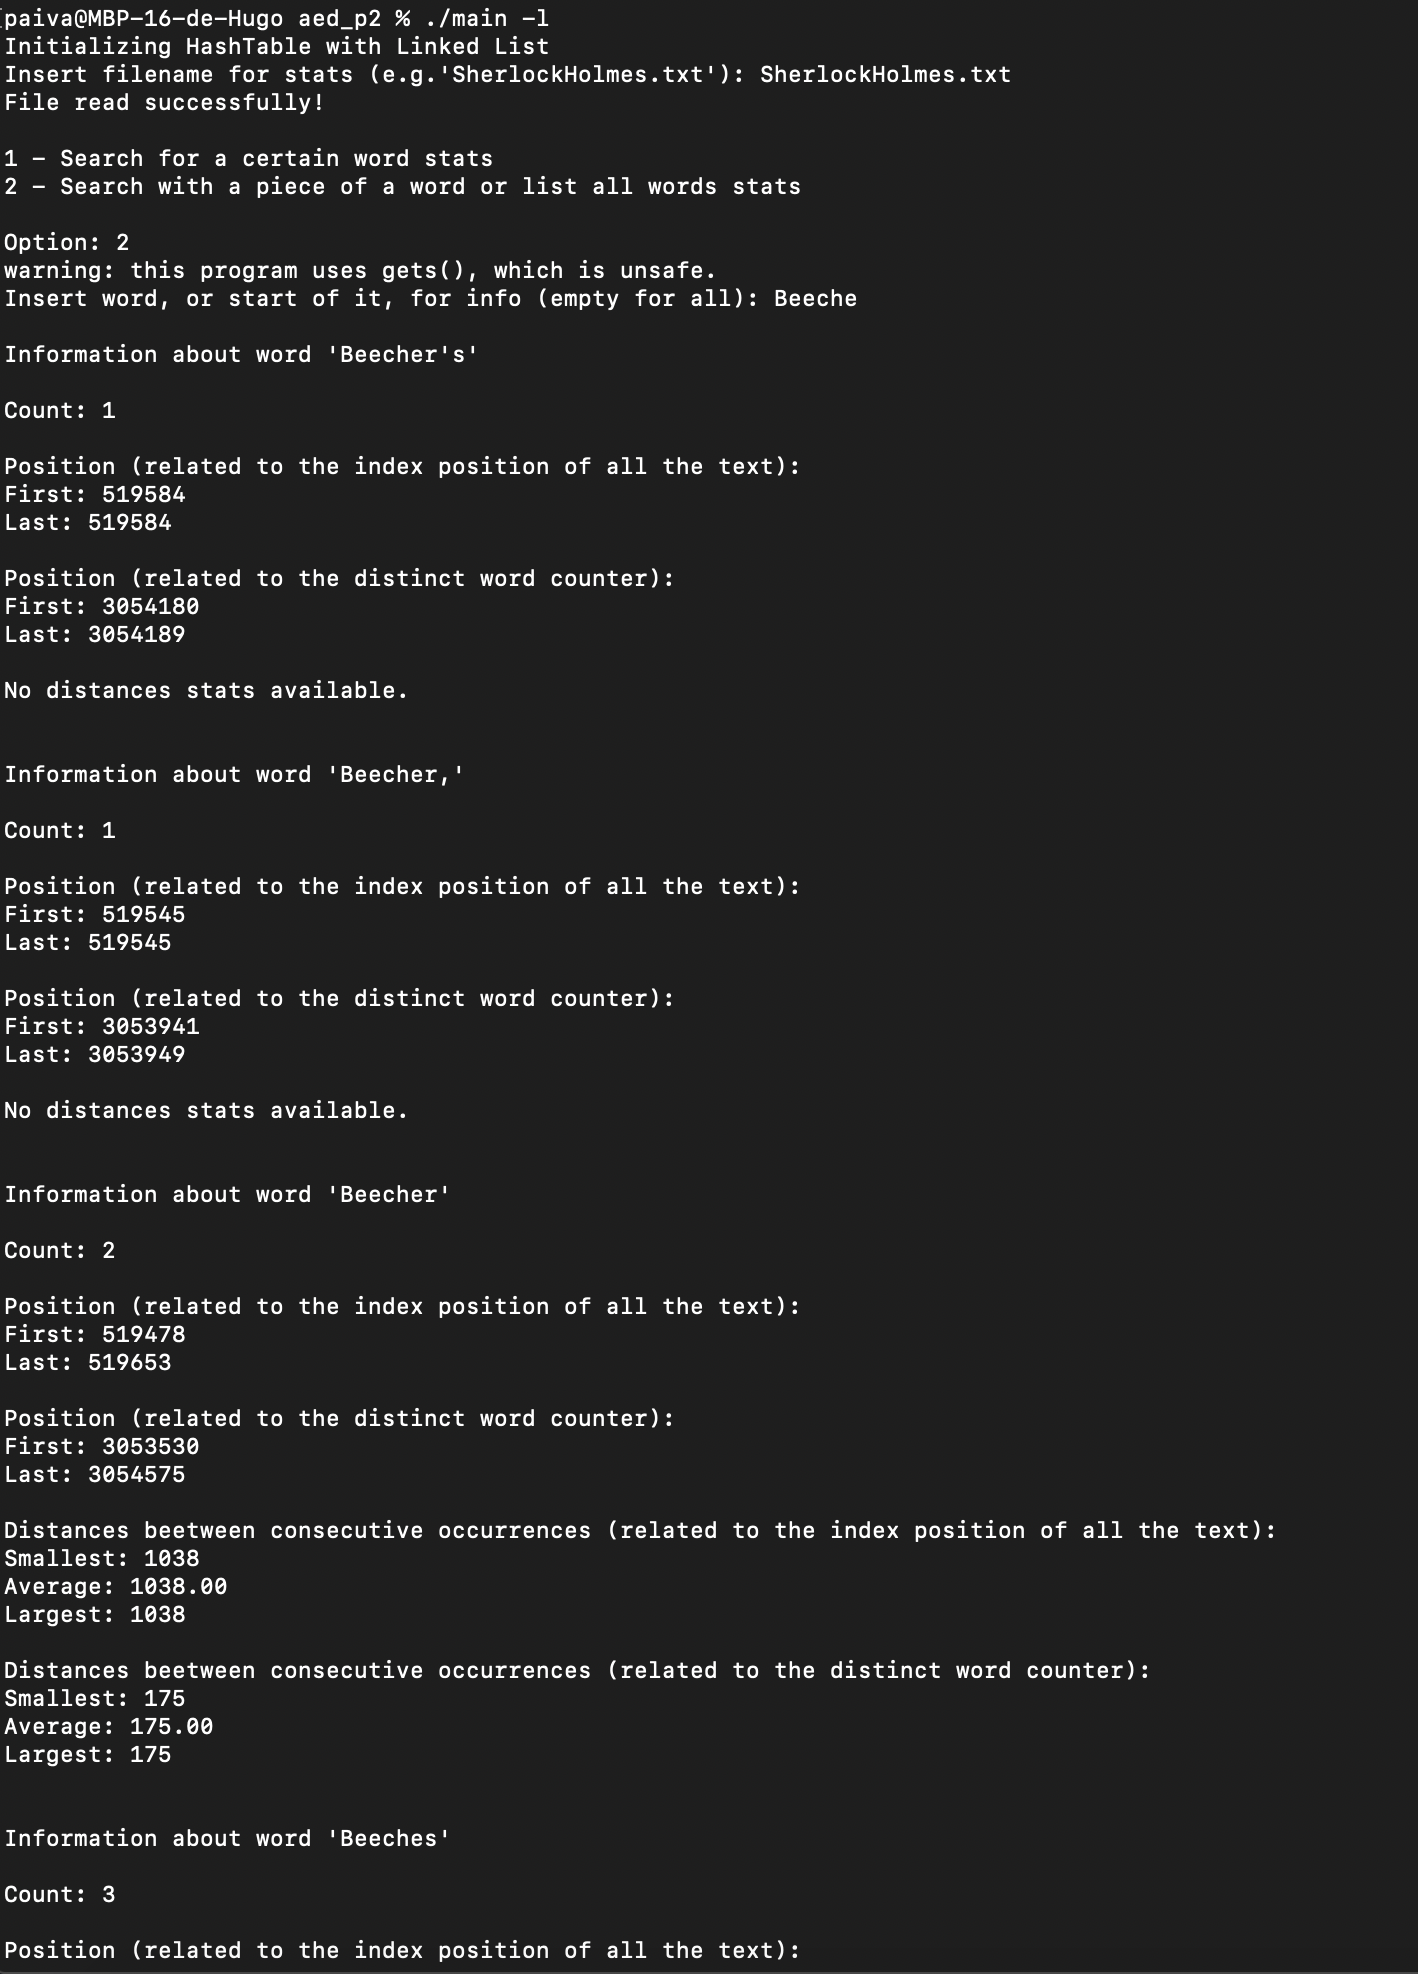 paiva@MBP-16-de-Hugo aed_p2 % ./main -l
Initializing HashTable with Linked List
Insert filename for stats (e.g.'SherlockHolmes.txt'): SherlockHolmes.txt
File read successfully!
1 - Search for a certain word stats
2 - Search with a piece of a word or list all words stats
Option: 2
warning: this program uses gets(), which is unsafe.
Insert word, or start of it, for info (empty for all): Beeche
Information about word 'Beecher's'
Count: 1
Position (related to the index position of all the text):
First: 519584
Last: 519584
Position (related to the distinct word counter):
First: 3054180
Last: 3054189
No distances stats available.
Information about word 'Beecher,'
Count: 1
Position (related to the index position of all the text):
First: 519545
Last: 519545
Position (related to the distinct word counter):
First: 3053941
Last: 3053949
No distances stats available.
Information about word 'Beecher'
Count: 2
Position (related to the index position of all the text):
First: 519478
Last: 519653
Position (related to the distinct word counter):
First: 3053530
Last: 3054575
Distances beetween consecutive occurrences (related to the index position of all the text):
Smallest: 1038
Average: 1038.00
Largest: 1038
Distances beetween consecutive occurrences (related to the distinct word counter):
Smallest: 175
Average: 175.00
Largest: 175
Information about word 'Beeches'
Count: 3
Position (related to the index position of all the text):